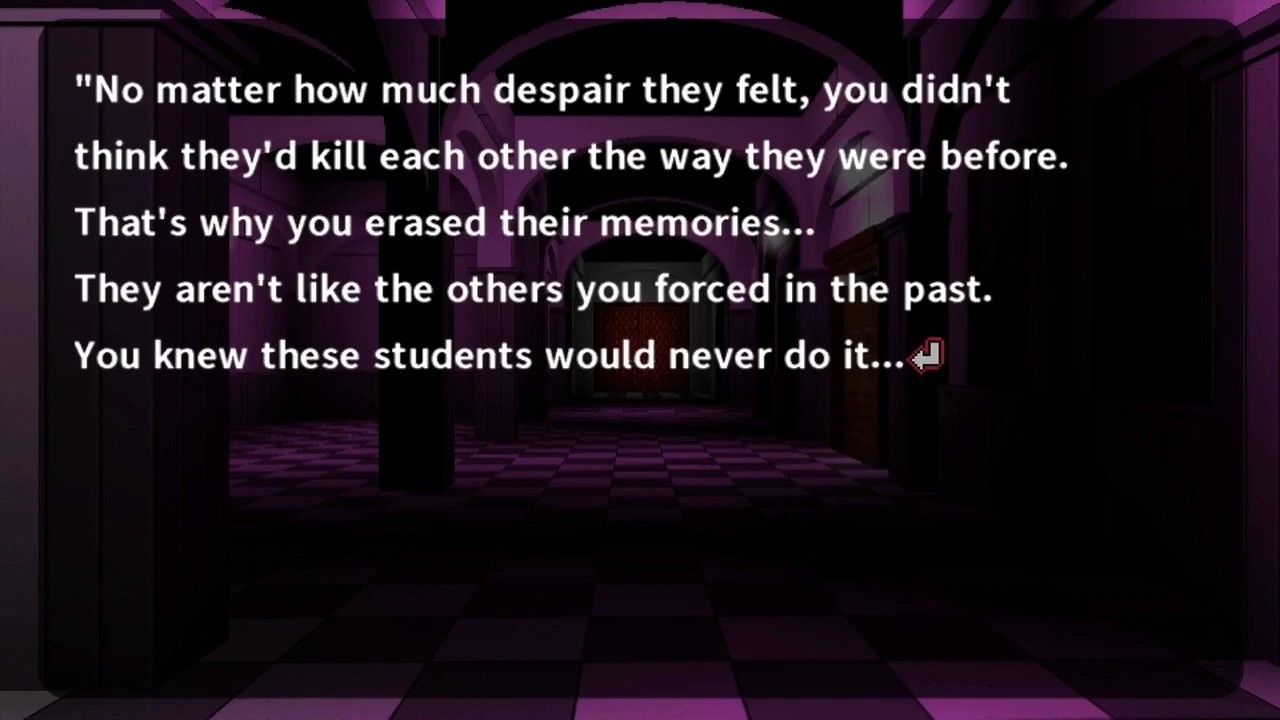 "No matter how much despair they felt, you didn't
think they'd kill each other the way they were before.
That's why you erased their memories...
They aren't like the others you forced in the past.
You knew these students would never do it...